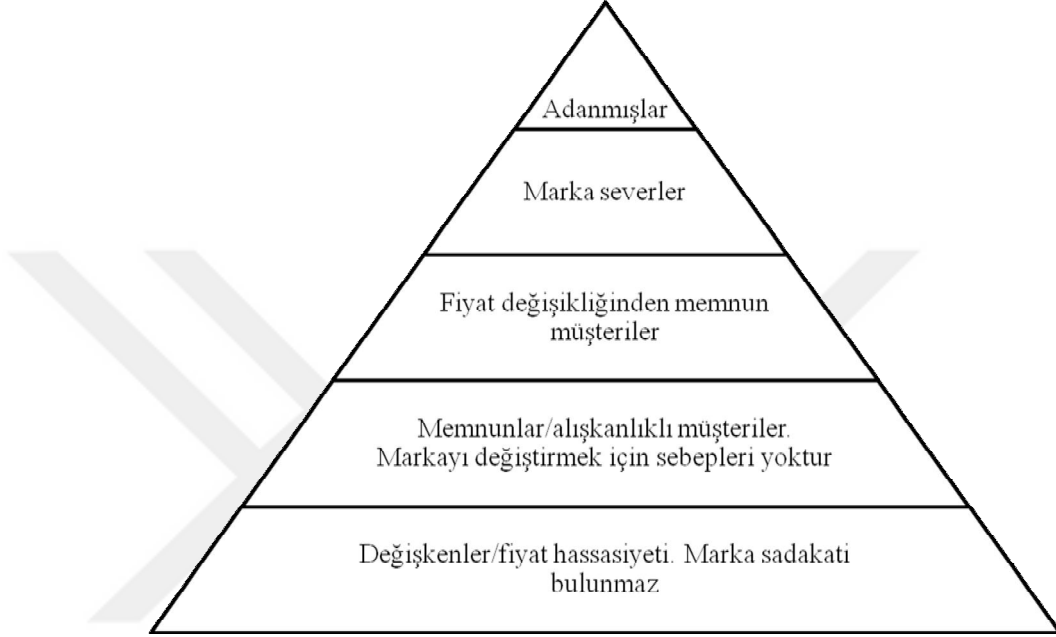 Adanmışlar
Marka severler
Fiyat değişikliğinden memnun
müşteriler
Memnunlar/alışkanlıklı müşteriler.
Markayı değiştirmek için sebepleri yoktur
Değişkenler/fiyat hassasiyeti. Marka sadakati
bulunmaz